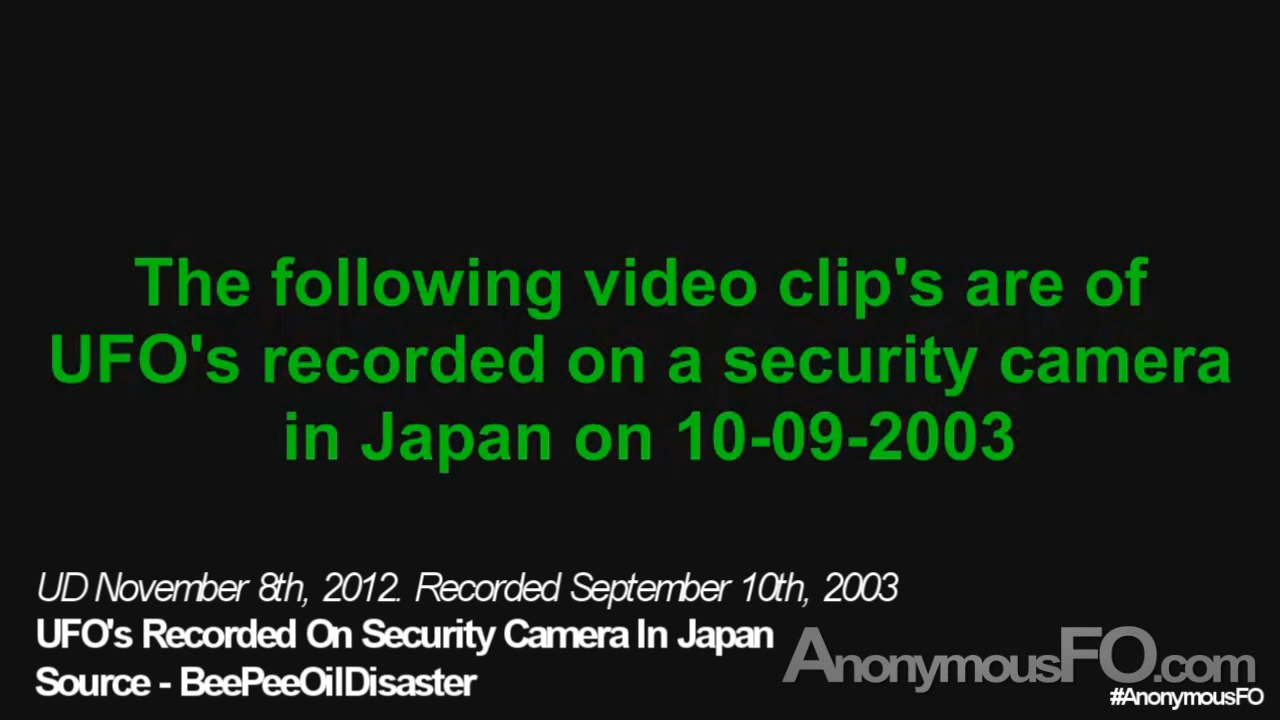 The following video clip's are of
UFO's recorded on a security camera
in Japan on 10-09-2003
UD November 8th, 2012. Recorded September 10th, 2003
UFO's Recorded On Security Camera In Japan
Source - BeePeeOilDisaster
AnonymousFO.com
#AnonymousFO